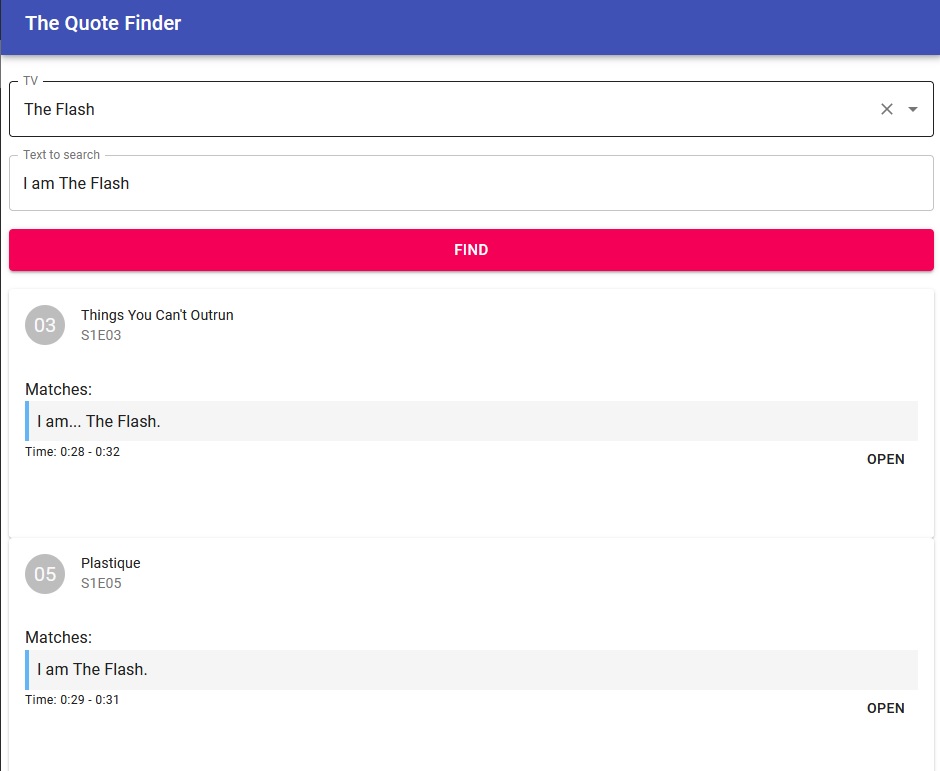 The Quote Finder
TV
The Flash
Text to search
I am The Flash
FIND
03
Things You Can't Outrun
S1E03
Matches:
I am... The Flash.
Time: 0:28 - 0:32
OPEN
05
Plastique
S1E05
Matches:
I am The Flash.
Time: 0:29 - 0:31
OPEN